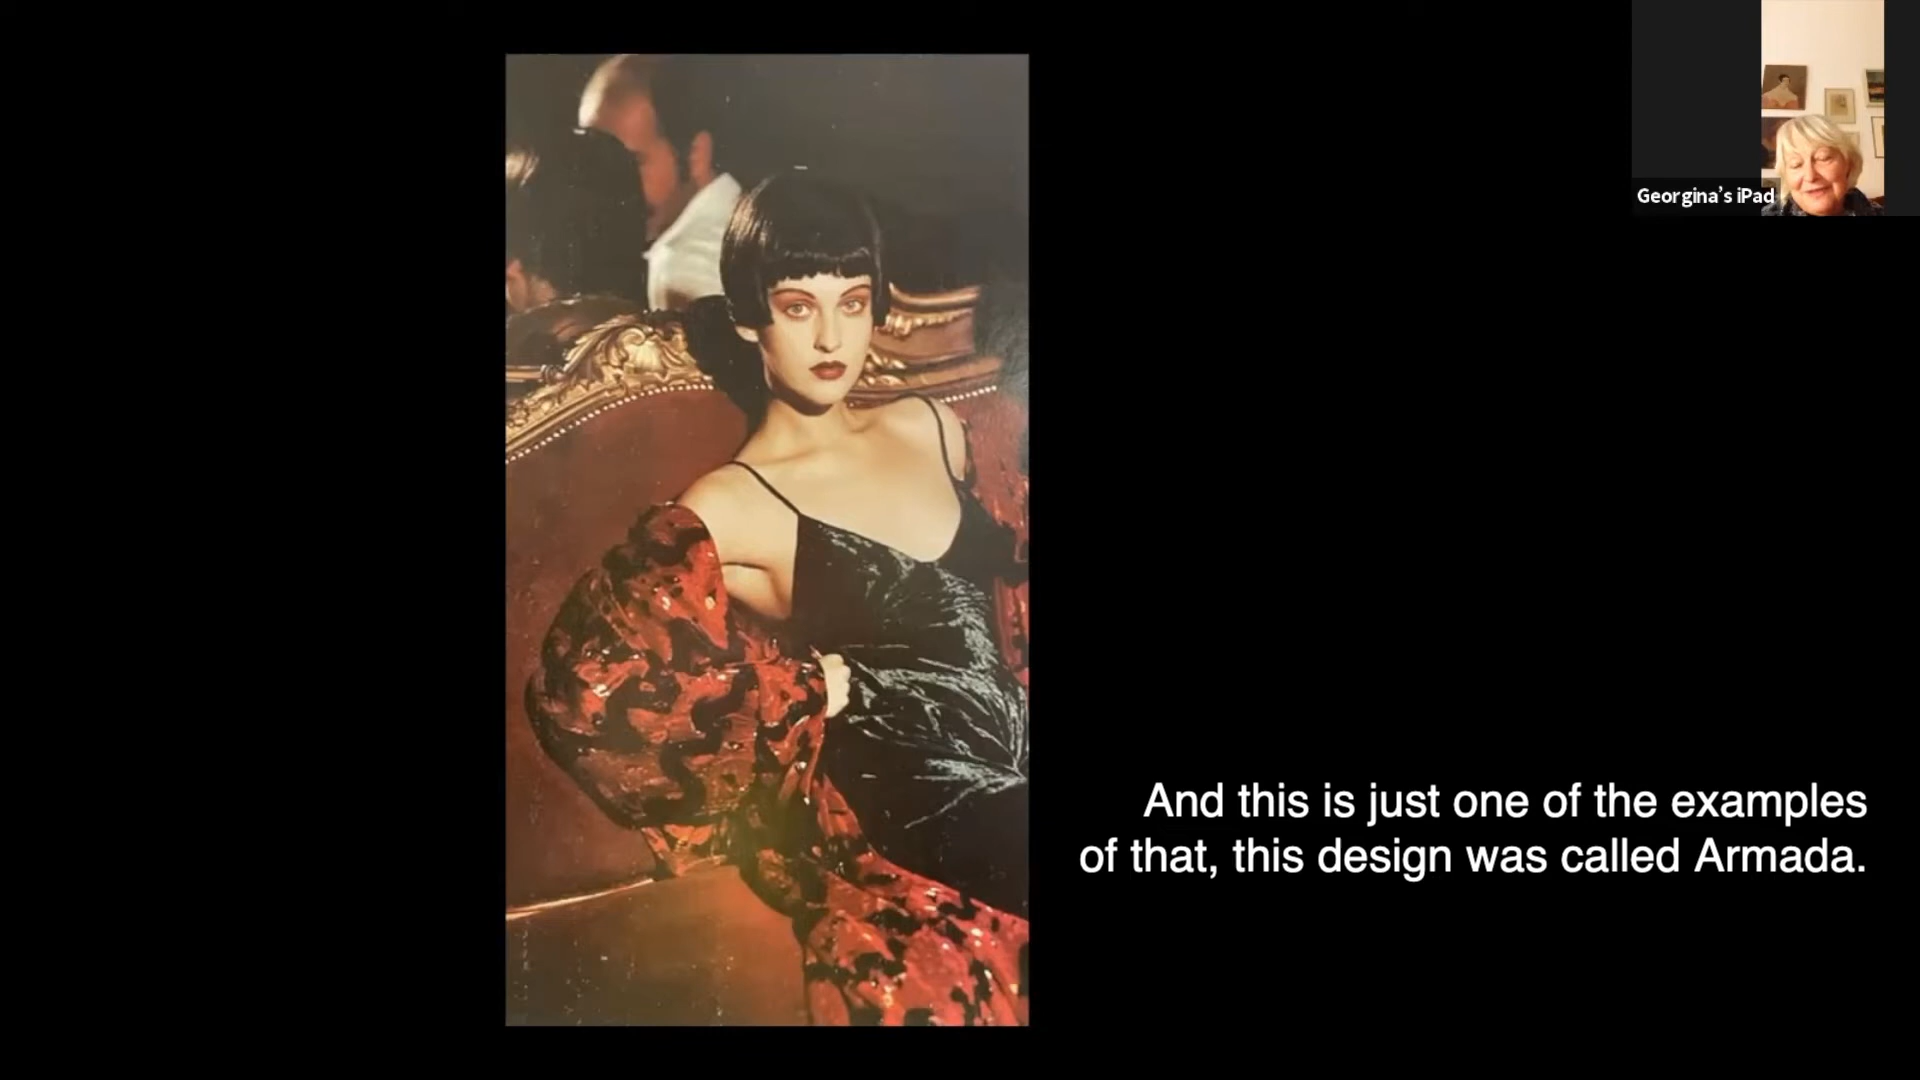 Georgina's iPad
And this is just one of the examples
of that, this design was called Armada.